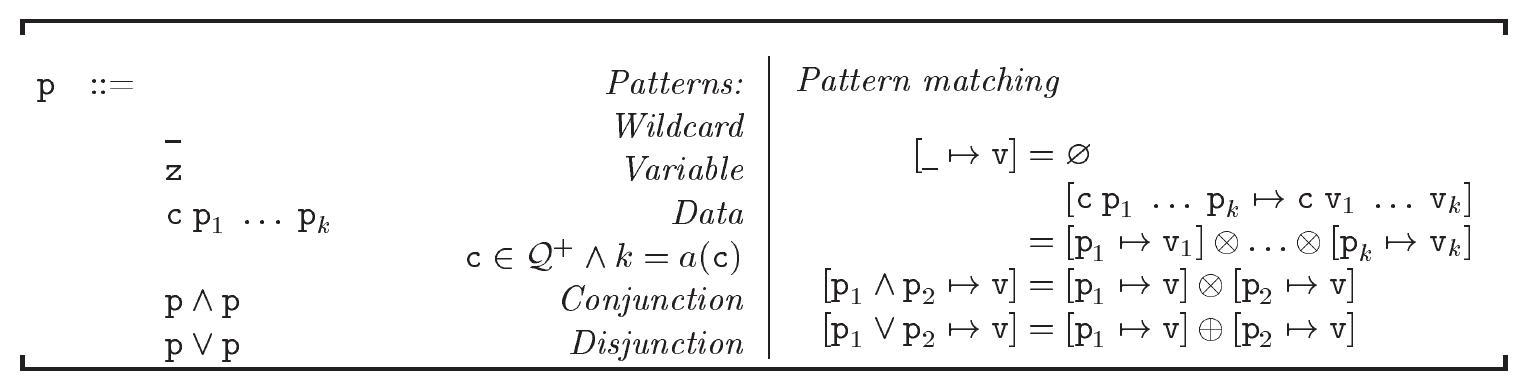 p ::= Patterns:
_ Wildcard
z Variable
c p₁ … pₖ Data
c ∈ 𝒬⁺ ∧ k = a(c)
p ∧ p Conjunction
p ∨ p Disjunction
Pattern matching
[_ ↦ v] = ∅
[c p₁ … pₖ ↦ c v₁ … vₖ]
= [p₁ ↦ v₁] ⊗ … ⊗ [pₖ ↦ vₖ]
[p₁ ∧ p₂ ↦ v] = [p₁ ↦ v] ⊗ [p₂ ↦ v]
[p₁ ∨ p₂ ↦ v] = [p₁ ↦ v] ⊕ [p₂ ↦ v]